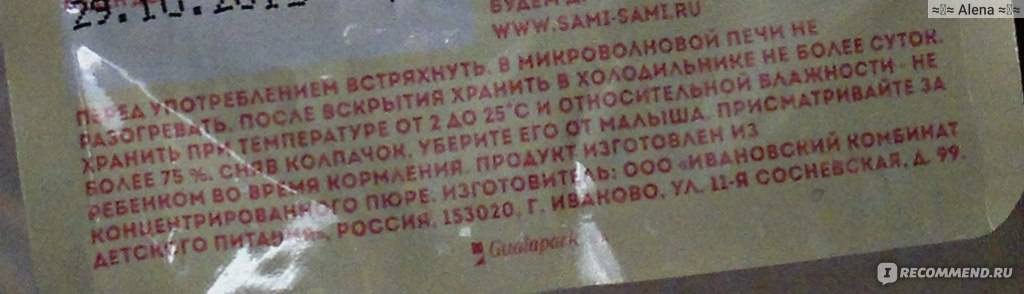 ≈ Alena ≈
WWW.SAMI-SAMI.RU
ПЕРЕД УПОТРЕБЛЕНИЕМ ВСТРЯХНУТЬ. В МИКРОВОЛНОВОЙ ПЕЧИ НЕ
РАЗОГРЕВАТЬ. ПОСЛЕ ВСКРЫТИЯ ХРАНИТЬ В ХОЛОДИЛЬНИКЕ НЕ БОЛЕЕ СУТОК.
ХРАНИТЬ ПРИ ТЕМПЕРАТУРЕ ОТ 2 ДО 25°С И ОТНОСИТЕЛЬНОЙ ВЛАЖНОСТИ - НЕ
БОЛЕЕ 75 %. СНЯВ КОЛПАЧОК, УБЕРИТЕ ЕГО ОТ МАЛЫША. ПРИСМАТРИВАЙТЕ ЗА
РЕБЕНКОМ ВО ВРЕМЯ КОРМЛЕНИЯ. ПРОДУКТ ИЗГОТОВЛЕН ИЗ
КОНЦЕНТРИРОВАННОГО ПЮРЕ. ИЗГОТОВИТЕЛЬ: ООО «ИВАНОВСКИЙ КОМБИНАТ
ДЕТСКОГО ПИТАНИЯ», РОССИЯ, 153020, Г. ИВАНОВО, УЛ. 11-Я СОСНЕВСКАЯ, Д. 99.
Gualapack
IRECOMMEND.RU